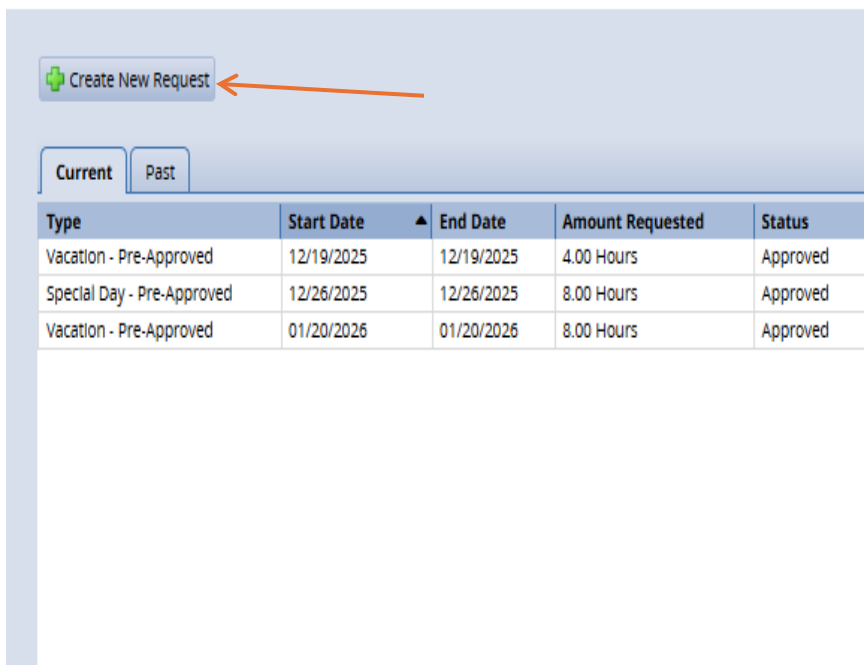 Create New Request
Current Past
Type Start Date End Date Amount Requested Status
Vacation - Pre-Approved 12/19/2025 12/19/2025 4.00 Hours Approved
Special Day - Pre-Approved 12/26/2025 12/26/2025 8.00 Hours Approved
Vacation - Pre-Approved 01/20/2026 01/20/2026 8.00 Hours Approved